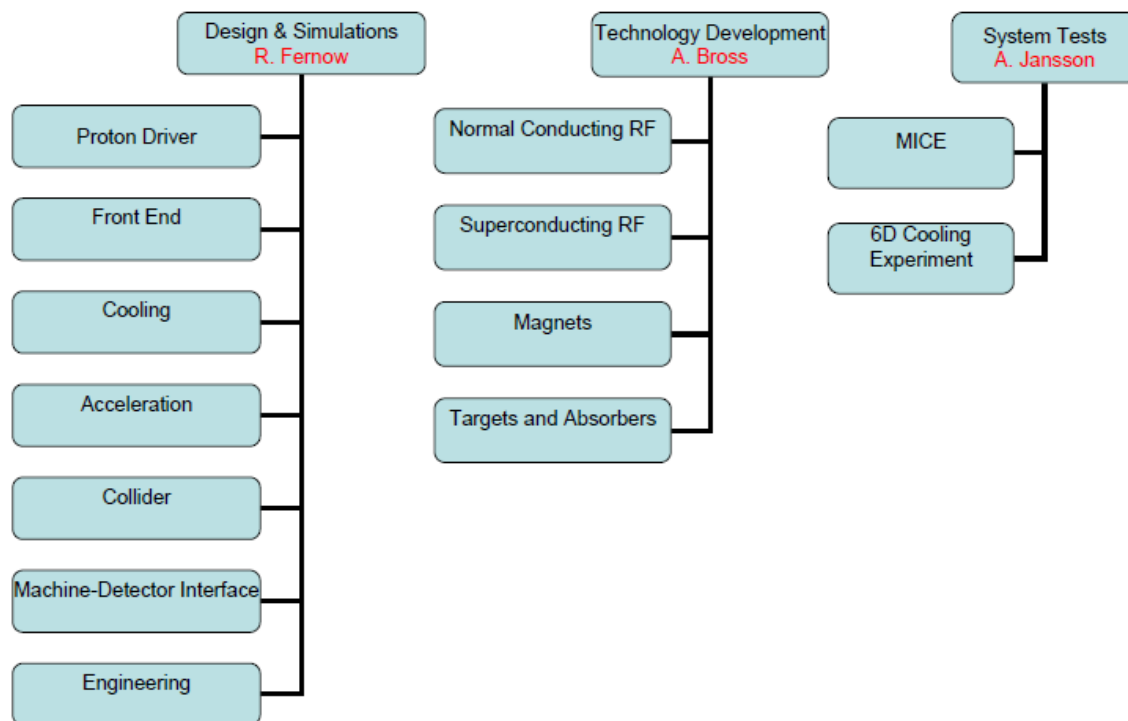 Design & Simulations
R. Fernow
Proton Driver
Front End
Cooling
Acceleration
Collider
Machine-Detector Interface
Engineering
Technology Development
A. Bross
Normal Conducting RF
Superconducting RF
Magnets
Targets and Absorbers
System Tests
A. Jansson
MICE
6D Cooling
Experiment